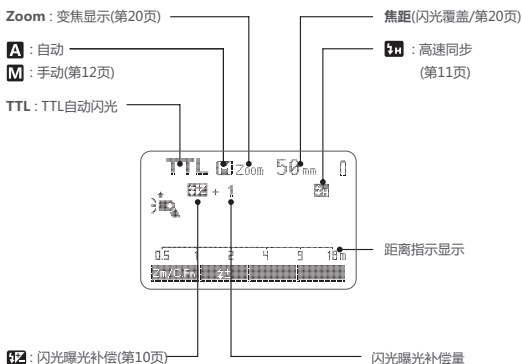 Zoom : 变焦显示(第20页)
焦距(闪光覆盖/第20页)
A : 自动
M : 手动(第12页)
H : 高速同步
(第11页)
TTL : TTL自动闪光
TTL M Zoom 50 mm
+ 1
H
0.5 1 2 4 9 18m
Zm/C.Fn ±
距离指示显示
: 闪光曝光补偿(第10页)
闪光曝光补偿量